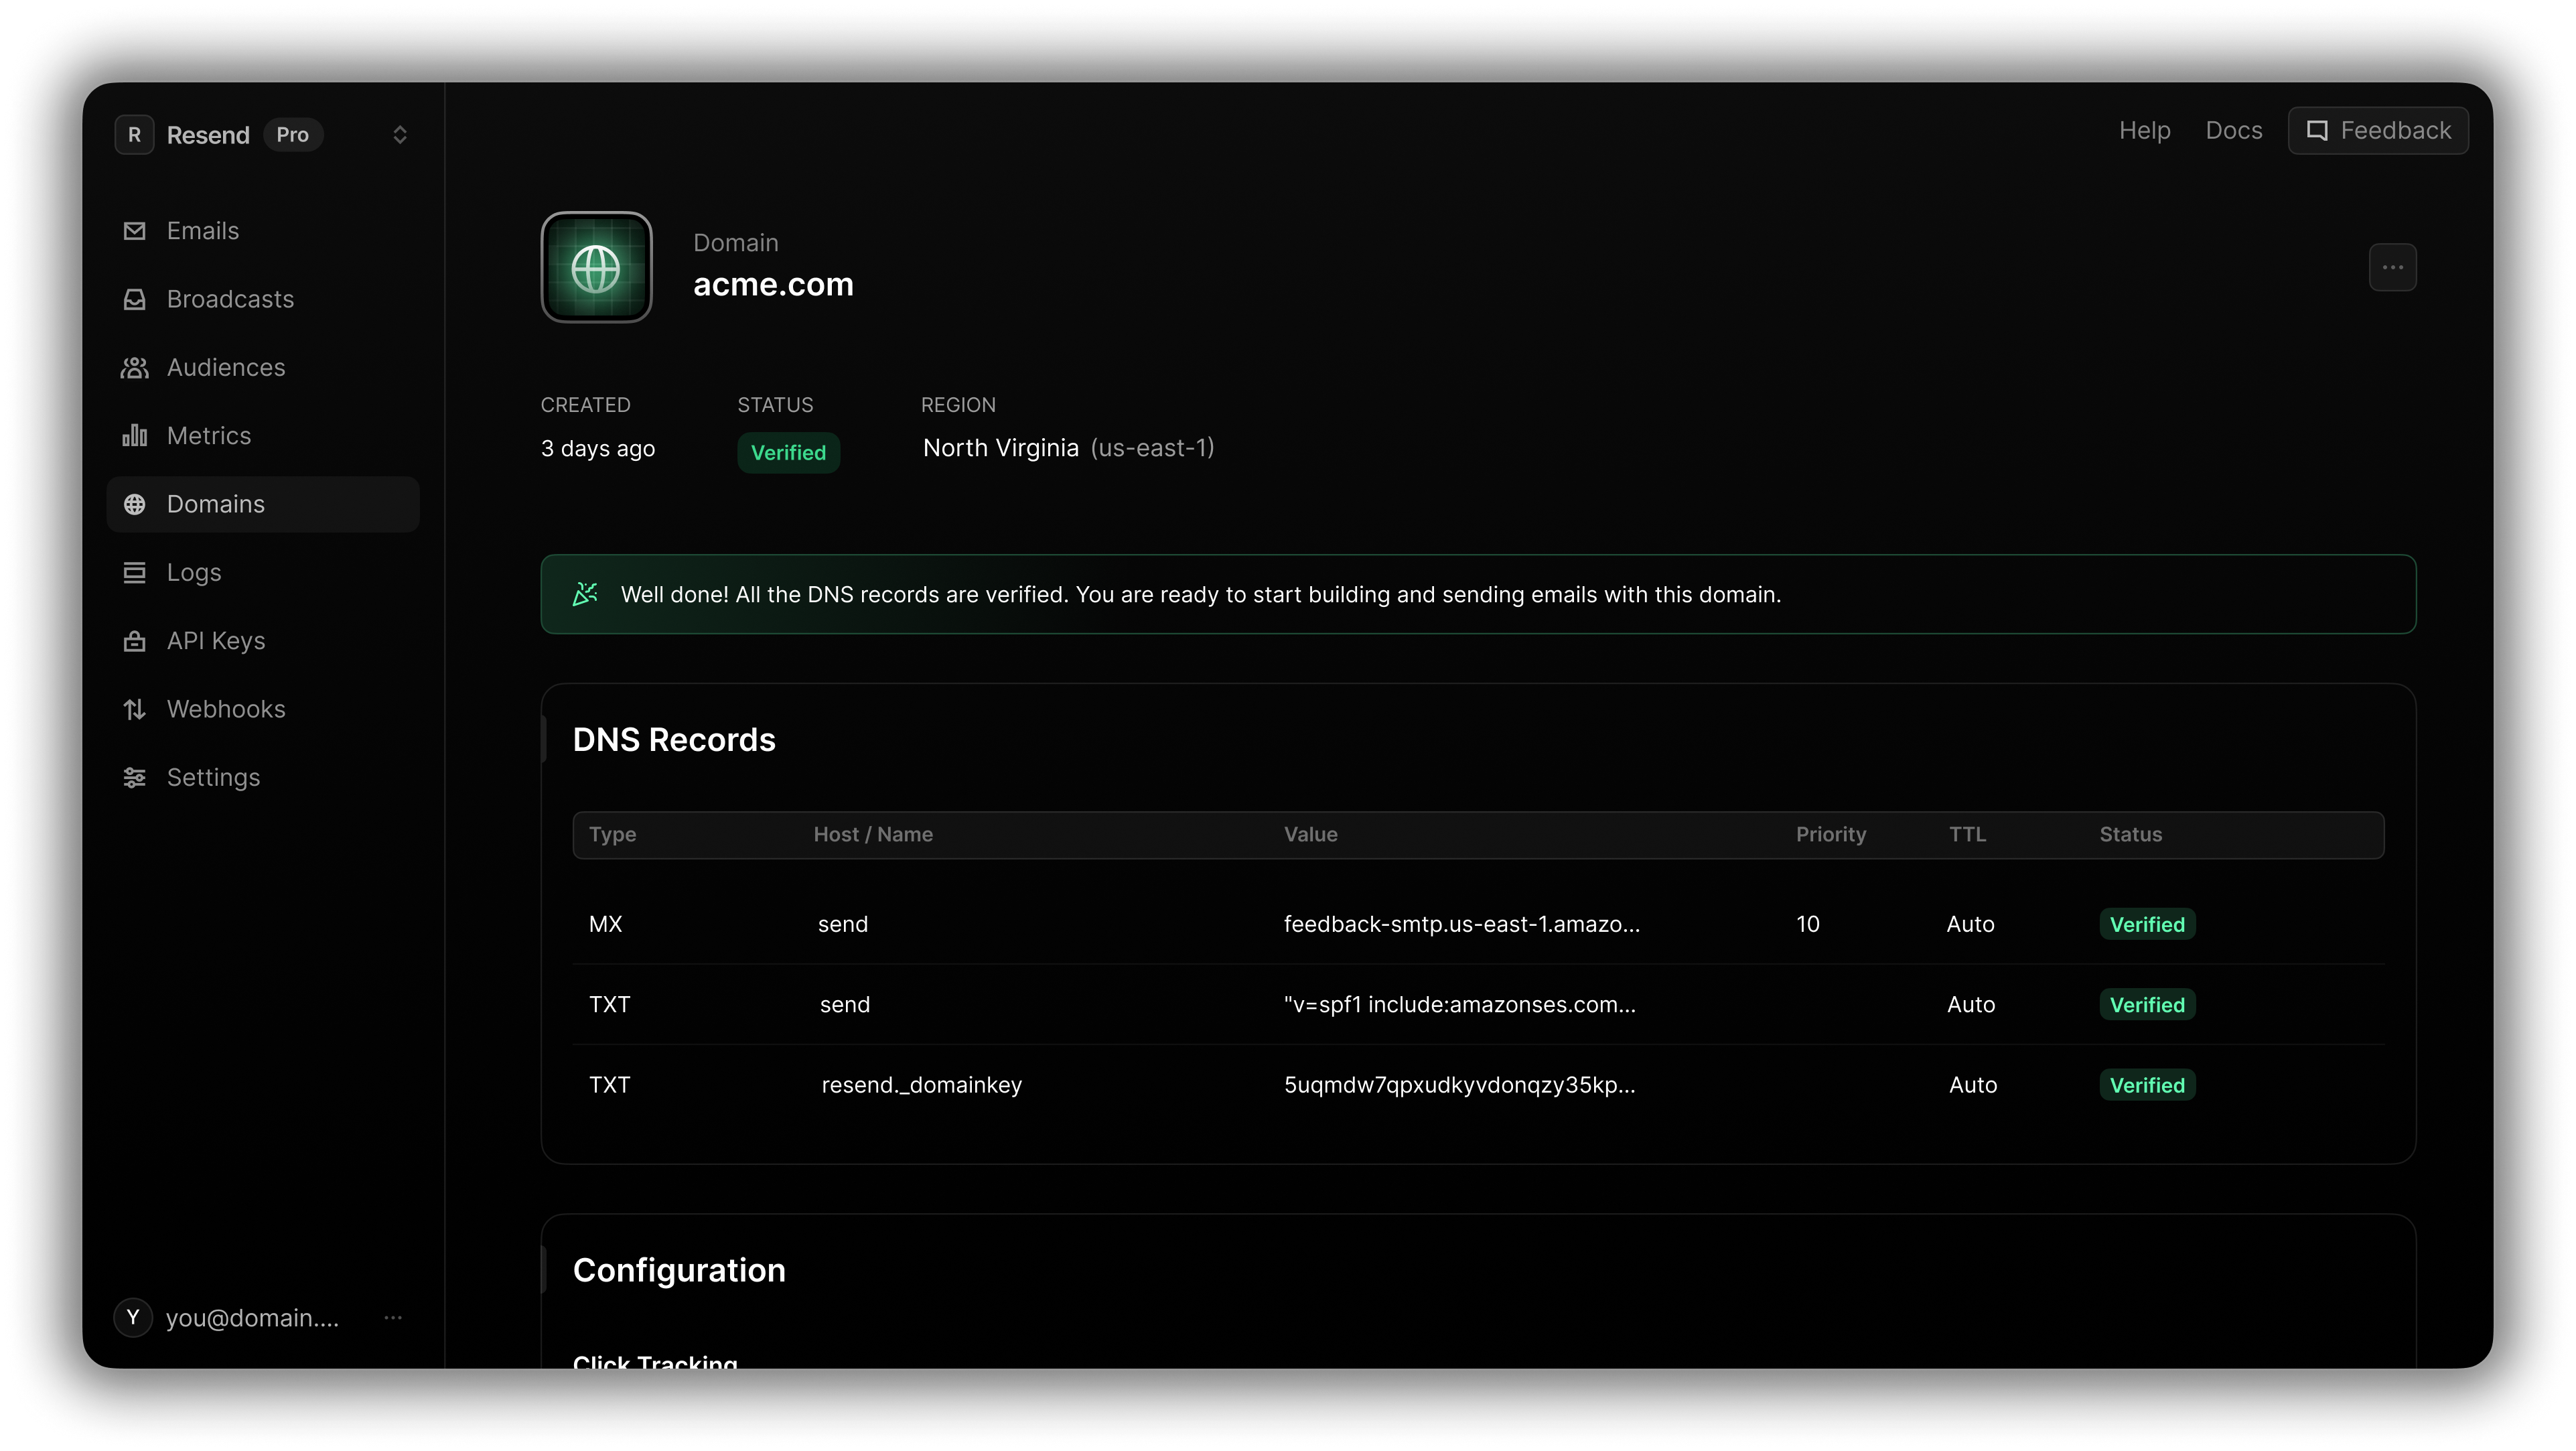 R Resend Pro
Emails
Broadcasts
Audiences
Metrics
Domains
Logs
API Keys
Webhooks
Settings
Y you@domain....
Help Docs Feedback
Domain
acme.com
CREATED STATUS REGION
3 days ago Verified North Virginia (us-east-1)
Well done! All the DNS records are verified. You are ready to start building and sending emails with this domain.
DNS Records
Type Host / Name Value Priority TTL Status
MX send feedback-smtp.us-east-1.amazo... 10 Auto Verified
TXT send "v=spf1 include:amazonses.com... Auto Verified
TXT resend._domainkey 5uqmdw7qpxudkyvdonqzy35kp... Auto Verified
Configuration
Click Tracking